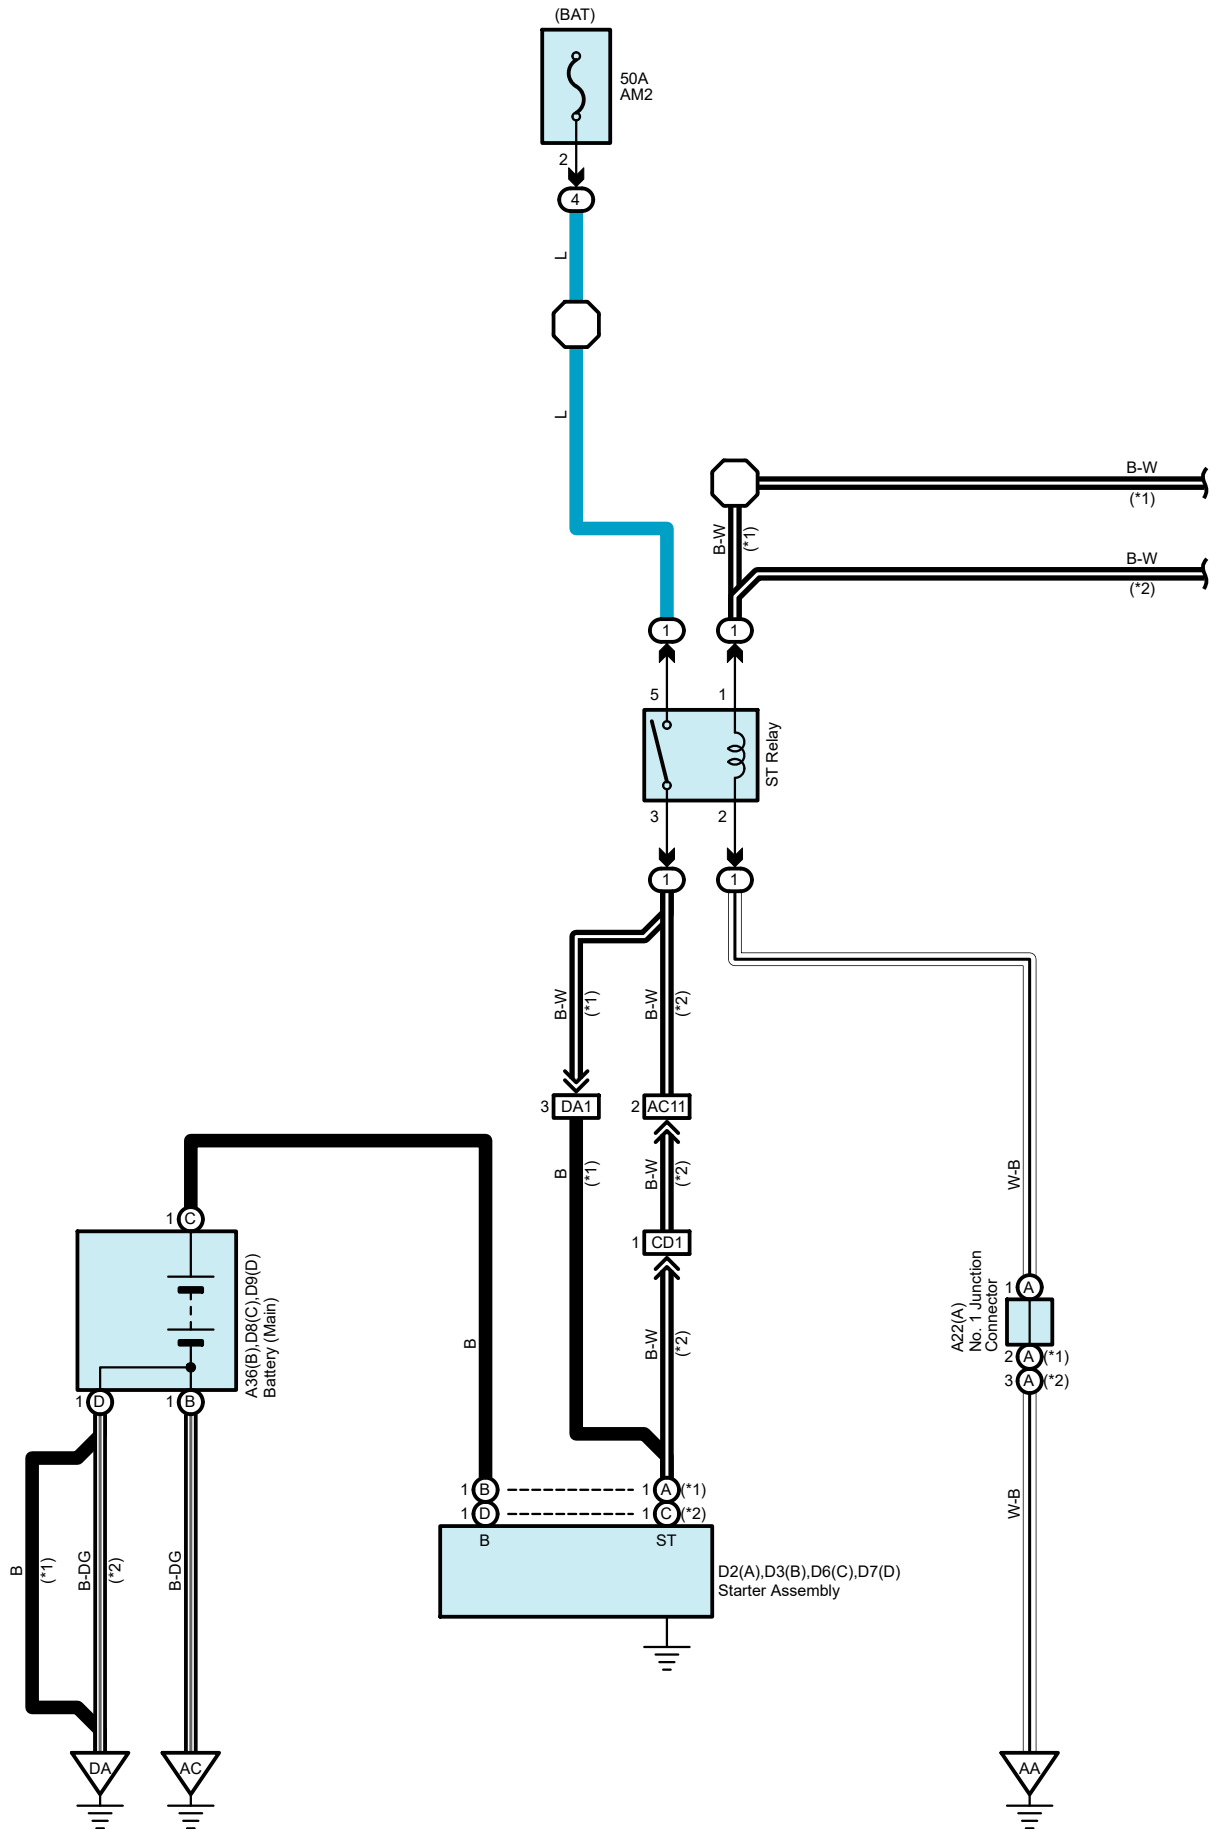 (BAT)
50A
AM2
2
4
L
L
B-W
(*1)
B-W
(*1)
B-W
(*2)
1
1
5
1
ST Relay
3
2
1
1
B-W
(*1)
B-W
(*2)
3
DA1
2
AC11
B
(*1)
B-W
(*2)
W-B
1
C
1
CD1
A36(B),D8(C),D9(D)
Battery (Main)
B
B-W
(*2)
1
A
A22(A)
No. 1 Junction
Connector
2
A
(*1)
3
A
(*2)
1
D
1
B
1
B
1
A
(*1)
1
D
1
C
(*2)
W-B
B
ST
B
(*1)
B-DG
(*2)
B-DG
D2(A),D3(B),D6(C),D7(D)
Starter Assembly
DA
AC
AA